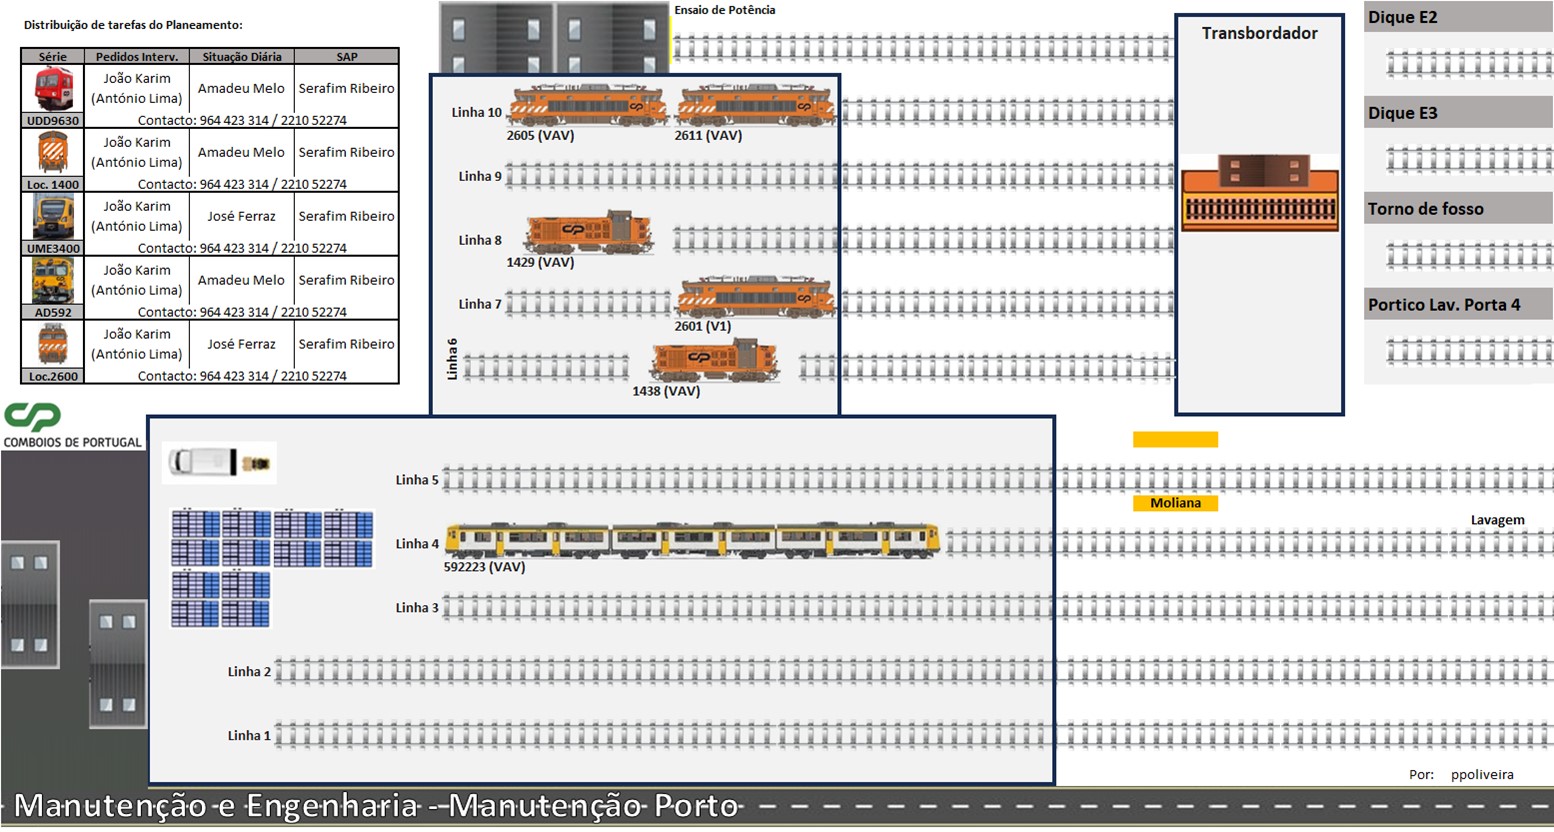 Distribuição de tarefas do Planeamento:
Série Pedidos Interv. Situação Diária SAP
João Karim
(António Lima) Amadeu Melo Serafim Ribeiro
UDD9630 Contacto: 964 423 314 / 2210 52274
João Karim
(António Lima) Amadeu Melo Serafim Ribeiro
Loc. 1400 Contacto: 964 423 314 / 2210 52274
João Karim
(António Lima) José Ferraz Serafim Ribeiro
UME3400 Contacto: 964 423 314 / 2210 52274
João Karim
(António Lima) Amadeu Melo Serafim Ribeiro
AD592 Contacto: 964 423 314 / 2210 52274
João Karim
(António Lima) José Ferraz Serafim Ribeiro
Loc.2600 Contacto: 964 423 314 / 2210 52274
CP
COMBOIOS DE PORTUGAL
Ensaio de Potência
Linha 10
2605 (VAV) 2611 (VAV)
Linha 9
Linha 8
1429 (VAV)
Linha 7
2601 (V1)
Linha 6
1438 (VAV)
Transbordador
Dique E2
Dique E3
Torno de fosso
Portico Lav. Porta 4
Linha 5
Moliana
Lavagem
Linha 4
592223 (VAV)
Linha 3
Linha 2
Linha 1
Por: ppoliveira
Manutenção e Engenharia - Manutenção Porto